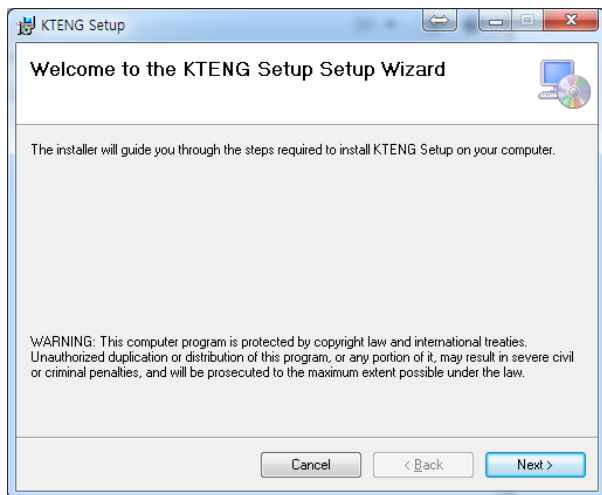 KTENG Setup
Welcome to the KTENG Setup Setup Wizard
The installer will guide you through the steps required to install KTENG Setup on your computer.
WARNING: This computer program is protected by copyright law and international treaties.
Unauthorized duplication or distribution of this program, or any portion of it, may result in severe civil
or criminal penalties, and will be prosecuted to the maximum extent possible under the law.
Cancel
< Back
Next >